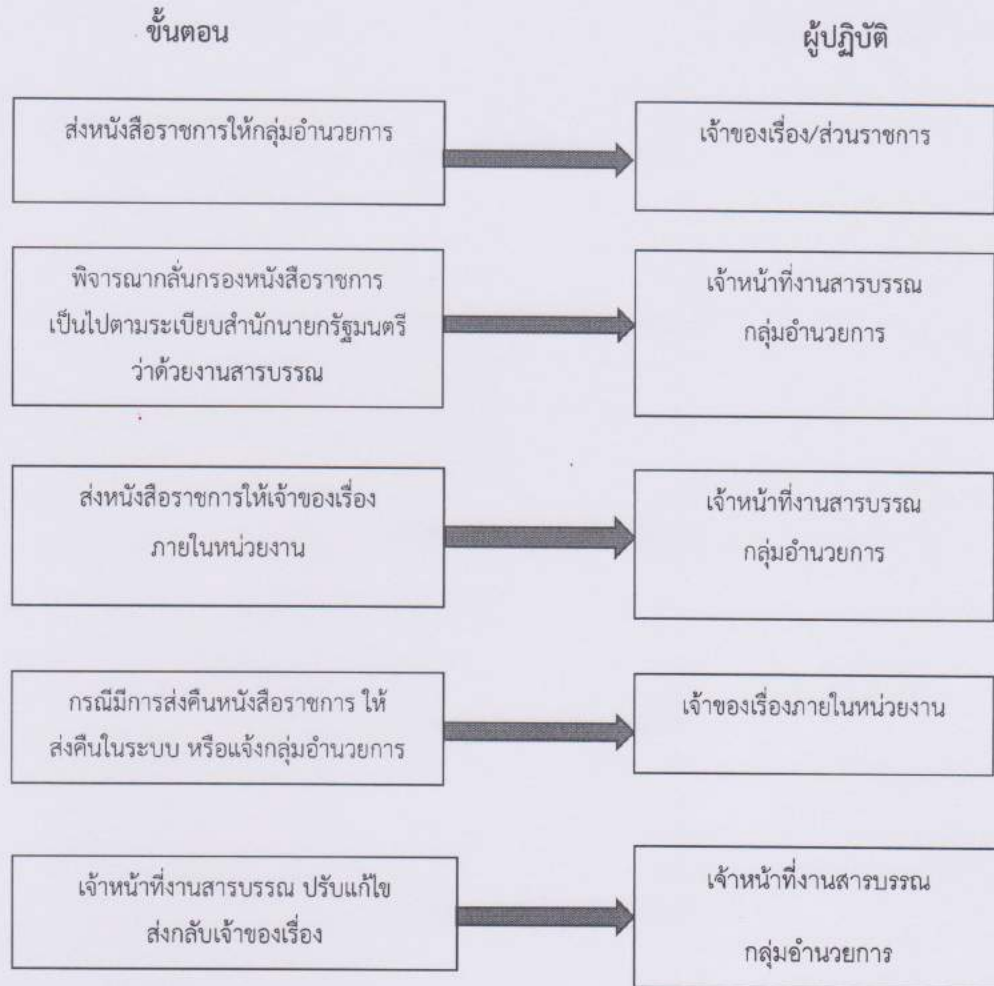 ขั้นตอน
ผู้ปฏิบัติ
ส่งหนังสือราชการให้กลุ่มอำนวยการ
เจ้าของเรื่อง/ส่วนราชการ
พิจารณากลั่นกรองหนังสือราชการ
เป็นไปตามระเบียบสำนักนายกรัฐมนตรี
ว่าด้วยงานสารบรรณ
เจ้าหน้าที่งานสารบรรณ
กลุ่มอำนวยการ
ส่งหนังสือราชการให้เจ้าของเรื่อง
ภายในหน่วยงาน
เจ้าหน้าที่งานสารบรรณ
กลุ่มอำนวยการ
กรณีมีการส่งคืนหนังสือราชการ ให้
ส่งคืนในระบบ หรือแจ้งกลุ่มอำนวยการ
เจ้าของเรื่องภายในหน่วยงาน
เจ้าหน้าที่งานสารบรรณ ปรับแก้ไข
ส่งกลับเจ้าของเรื่อง
เจ้าหน้าที่งานสารบรรณ
กลุ่มอำนวยการ